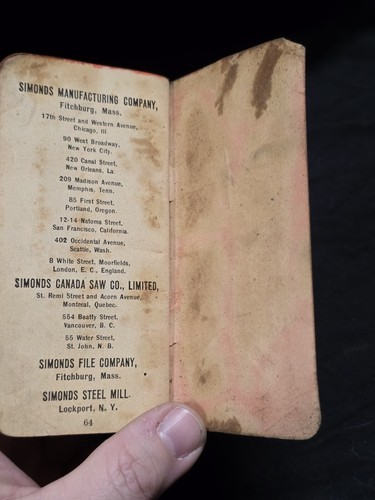 SIMONDS MANUFACTURING COMPANY,
Fitchburg, Mass.
17th Street and Western Avenue,
Chicago, Ill
90 West Broadway,
New York City.
420 Canal Street,
New Orleans, La
209 Madison Avenue,
Memphis, Tenn.
85 First Street,
Portland, Oregon.
12-14 Natoma Street,
San Francisco, California.
402 Occidental Avenue,
Seattle, Wash.
8 White Street, Moorfields,
London, E. C., England.
SIMONDS CANADA SAW CO., LIMITED,
St. Remi Street and Acorn Avenue,
Montreal, Quebec.
554 Beatty Street,
Vancouver, B. C.
55 Water Street,
St. John, N. B.
SIMONDS FILE COMPANY,
Fitchburg, Mass.
SIMONDS STEEL MILL.
Lockport, N. Y.
64